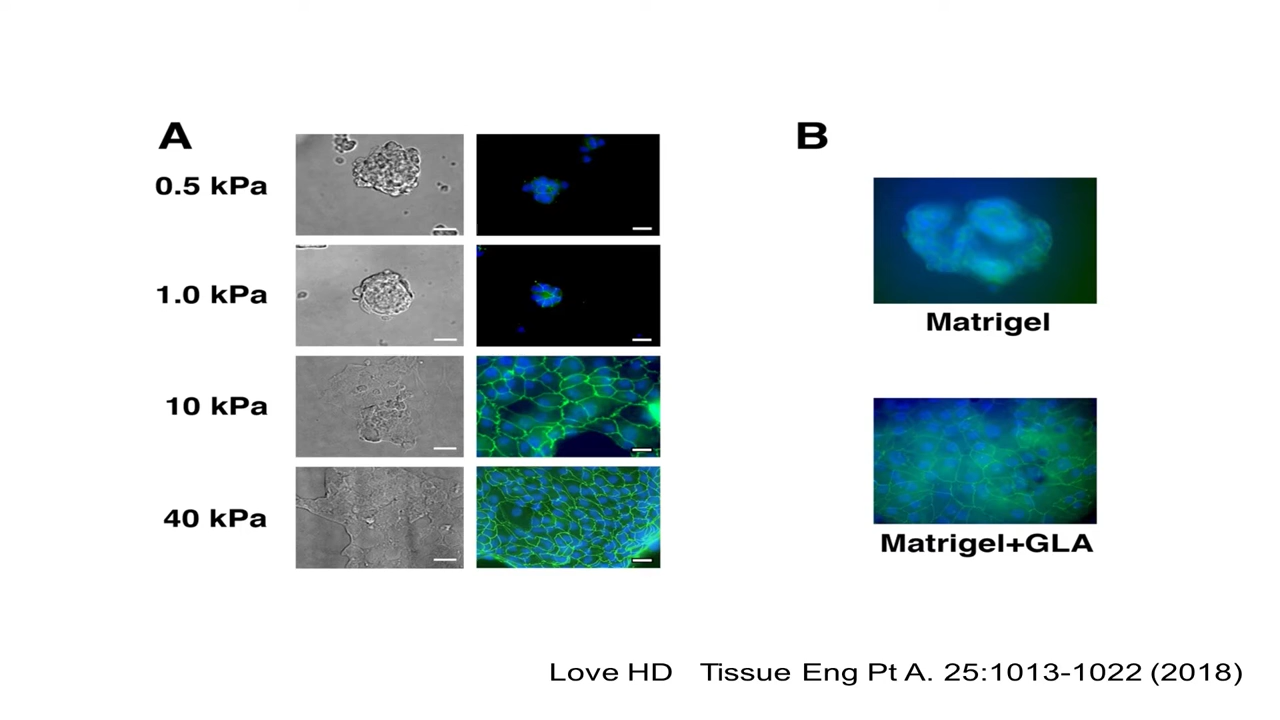 A
0.5 kPa
1.0 kPa
10 kPa
40 kPa
B
Matrigel
Matrigel+GLA
Love HD Tissue Eng Pt A. 25:1013-1022 (2018)